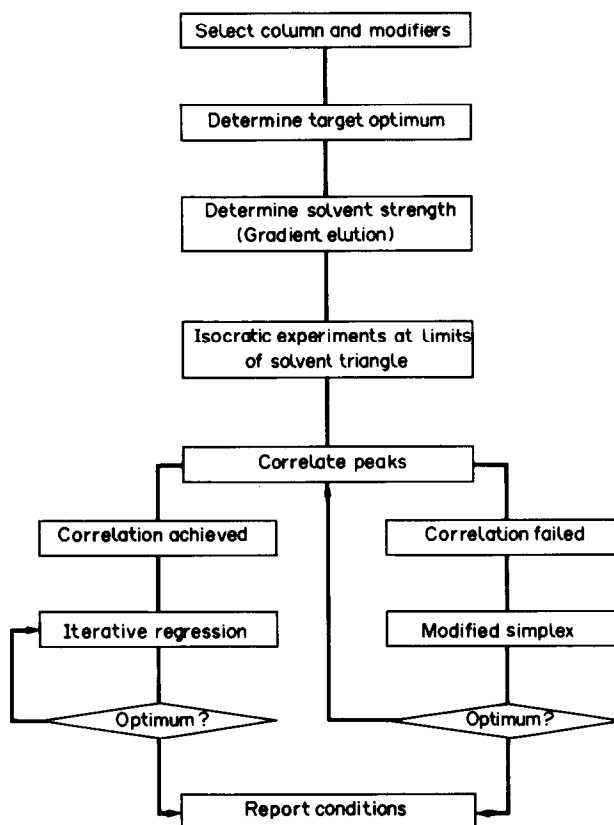 Select column and modifiers
Determine target optimum
Determine solvent strength
(Gradient elution)
Isocratic experiments at limits
of solvent triangle
Correlate peaks
Correlation achieved
Correlation failed
Iterative regression
Modified simplex
Optimum?
Optimum?
Report conditions